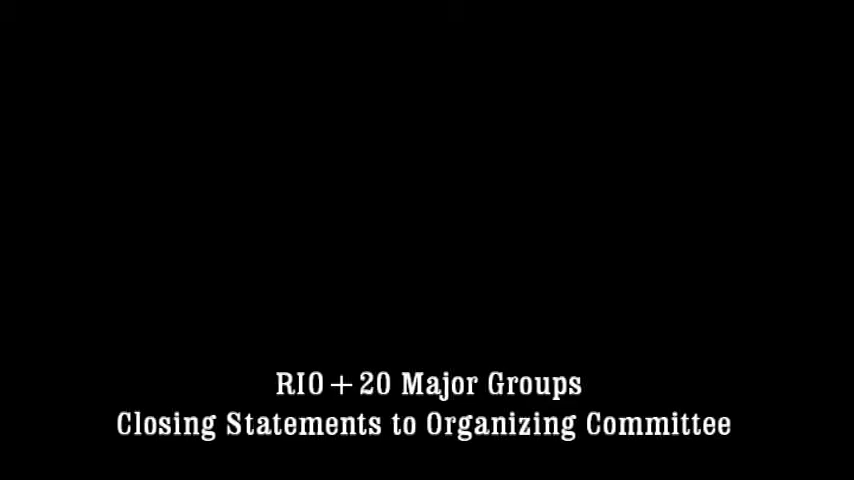 RIO+20 Major Groups
Closing Statements to Organizing Committee